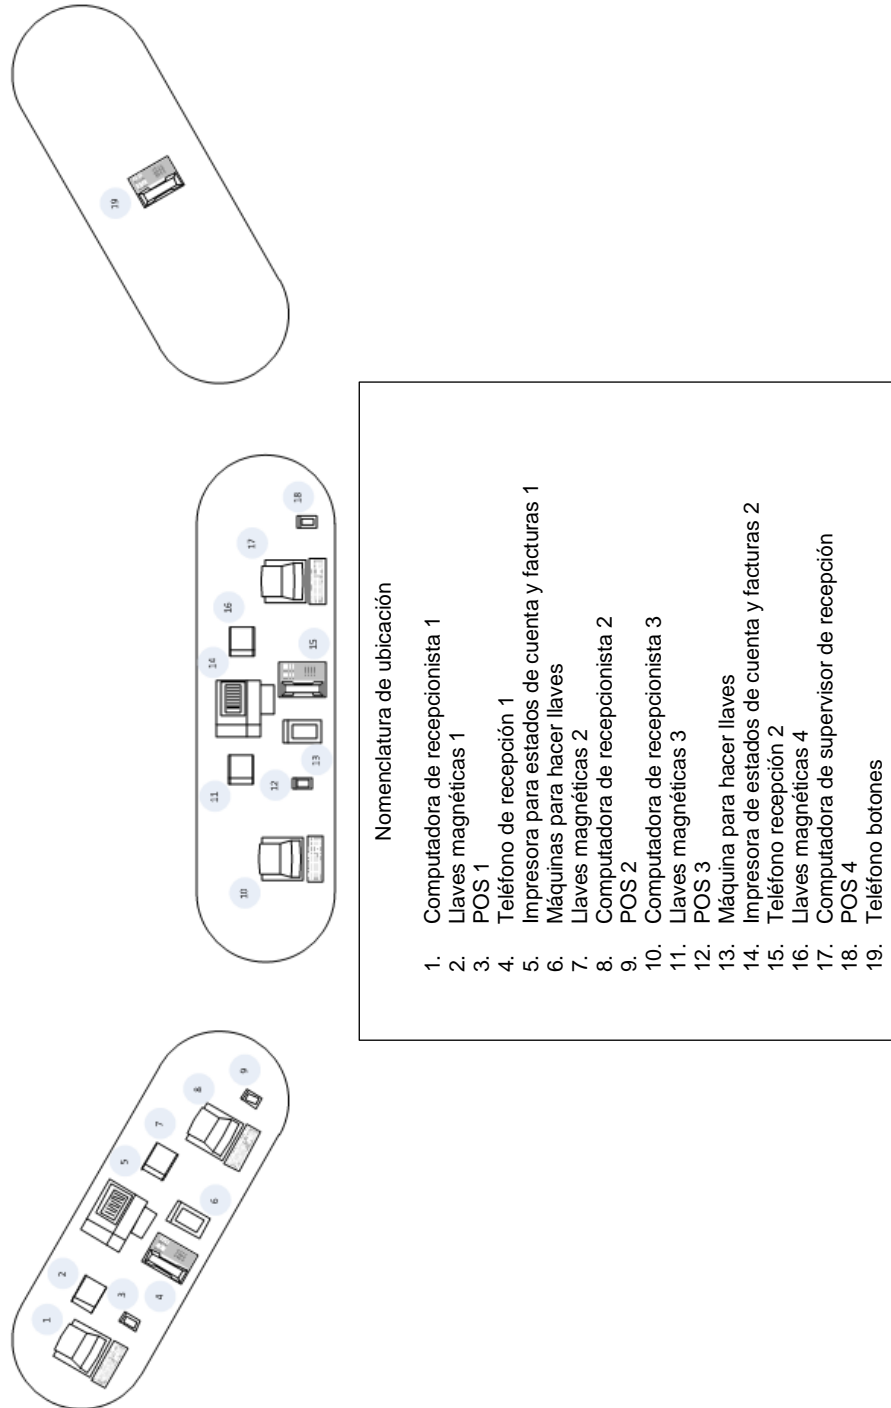 1
2
3
4
5
6
7
8
9
10
11
12
13
14
15
16
17
18
19
Nomenclatura de ubicación
1. Computadora de recepcionista 1
2. Llaves magnéticas 1
3. POS 1
4. Teléfono de recepción 1
5. Impresora para estados de cuenta y facturas 1
6. Máquinas para hacer llaves
7. Llaves magnéticas 2
8. Computadora de recepcionista 2
9. POS 2
10. Computadora de recepcionista 3
11. Llaves magnéticas 3
12. POS 3
13. Máquina para hacer llaves
14. Impresora de estados de cuenta y facturas 2
15. Teléfono recepción 2
16. Llaves magnéticas 4
17. Computadora de supervisor de recepción
18. POS 4
19. Teléfono botones